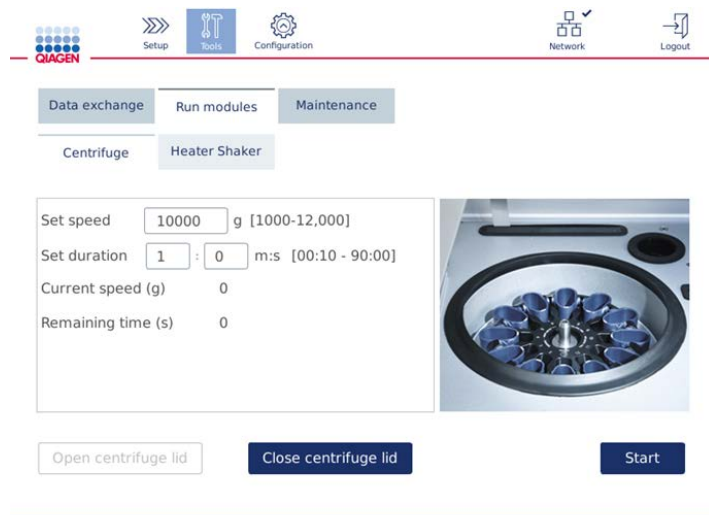 QIAGEN
Setup
Tools
Configuration
Network
Logout
Data exchange
Run modules
Maintenance
Centrifuge
Heater Shaker
Set speed 10000 g [1000-12,000]
Set duration 1 : 0 m:s [00:10 - 90:00]
Current speed (g) 0
Remaining time (s) 0
Open centrifuge lid
Close centrifuge lid
Start